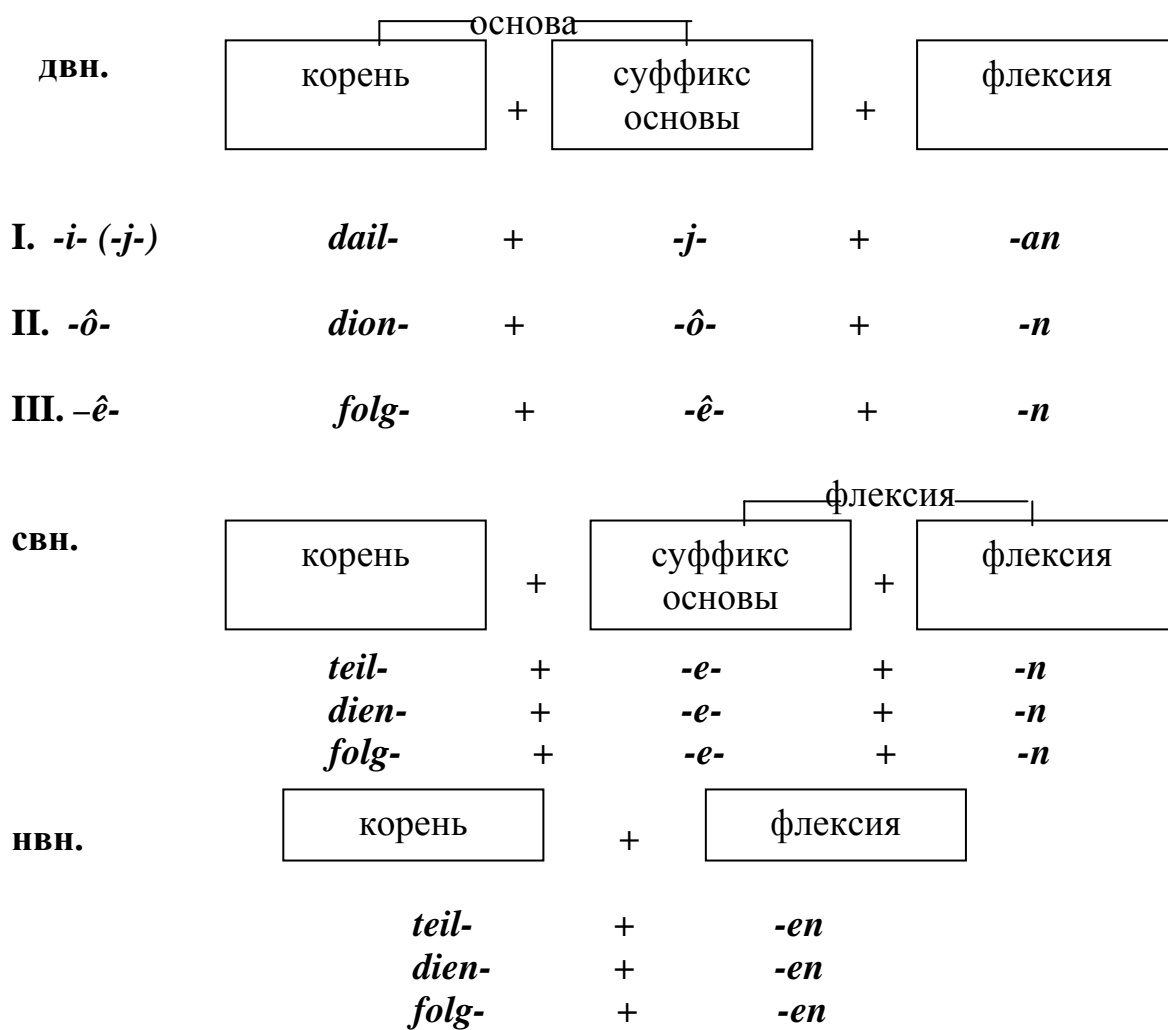 основа
двн. корень + суффикс основы + флексия
I. -i- (-j-) dail- + -j- + -an
II. -ô- dion- + -ô- + -n
III. –ê- folg- + -ê- + -n
флексия
свн. корень + суффикс основы + флексия
teil- + -e- + -n
dien- + -e- + -n
folg- + -e- + -n
нвн. корень + флексия
teil- + -en
dien- + -en
folg- + -en